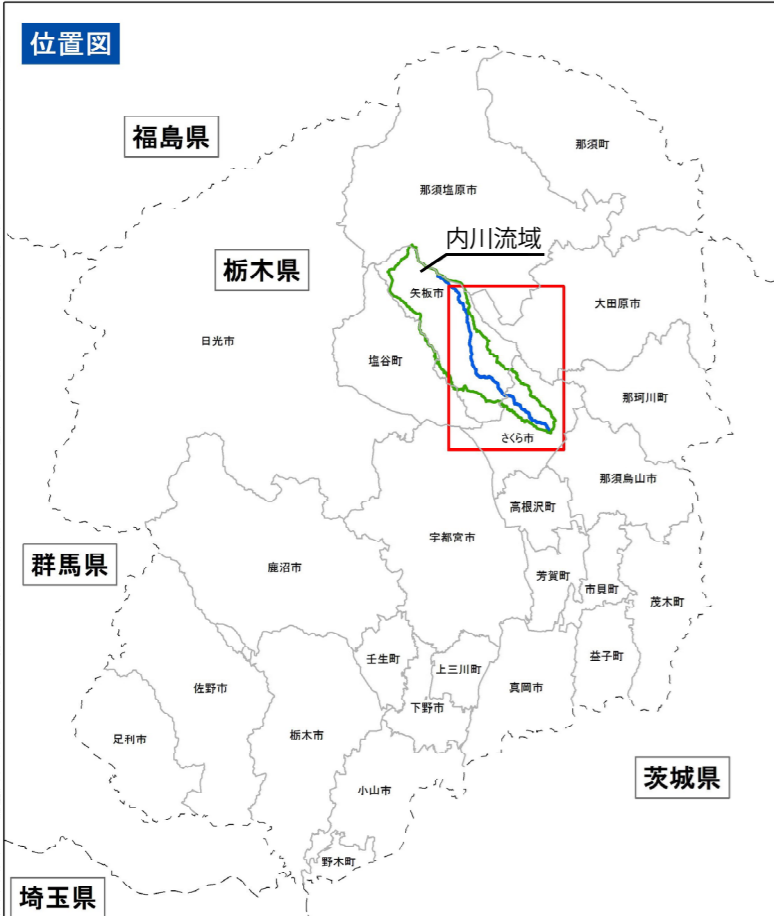 位置図
福島県
那須町
那須塩原市
内川流域
栃木県
矢板市
大田原市
日光市
塩谷町
那珂川町
さくら市
那須烏山市
高根沢町
宇都宮市
群馬県
鹿沼市
芳賀町
市貝町
茂木町
壬生町
上三川町
益子町
佐野市
真岡市
下野市
足利市
栃木市
茨城県
小山市
野木町
埼玉県